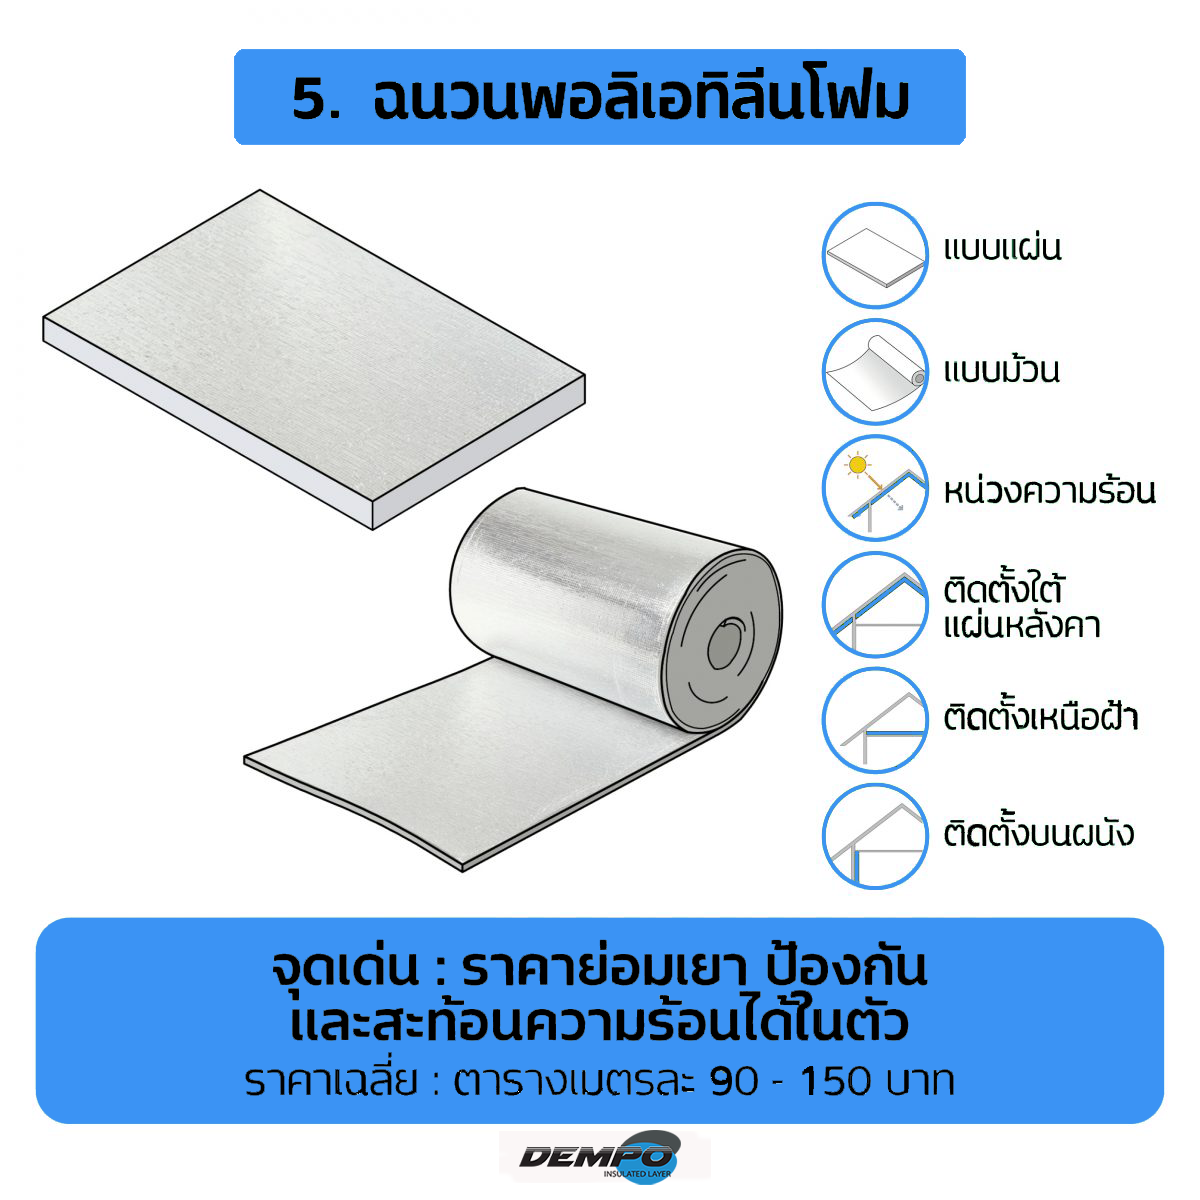 5. ฉนวนพอลิเอทิลีนโฟม
แบบแผ่น
แบบม้วน
หน่วงความร้อน
ติดตั้งใต้
แผ่นหลังคา
ติดตั้งเหนือฝ้า
ติดตั้งบนผนัง
จุดเด่น : ราคาย่อมเยา ป้องกัน
และสะท้อนความร้อนได้ในตัว
ราคาเฉลี่ย : ตารางเมตรละ 90 - 150 บาท
DEMPO
INSULATED LAYER